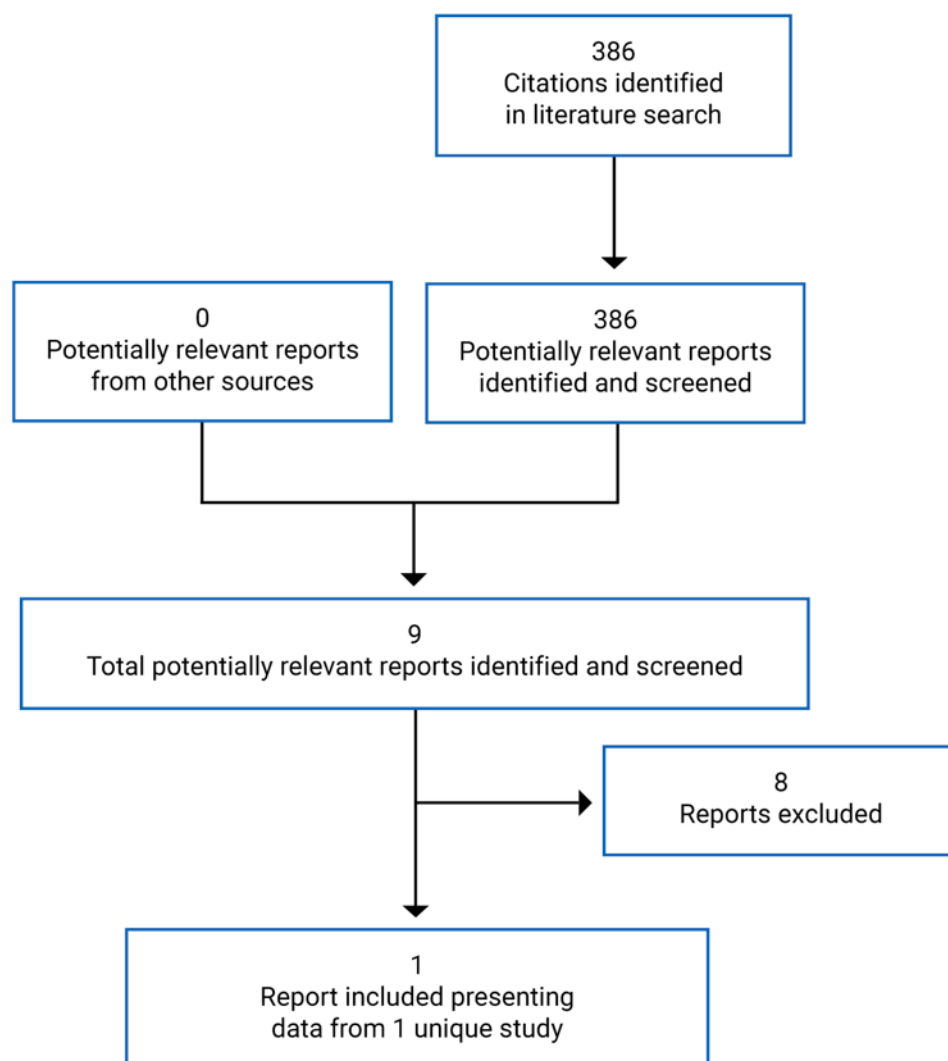 386
Citations identified
in literature search
0
Potentially relevant reports
from other sources
386
Potentially relevant reports
identified and screened
9
Total potentially relevant reports identified and screened
8
Reports excluded
1
Report included presenting
data from 1 unique study